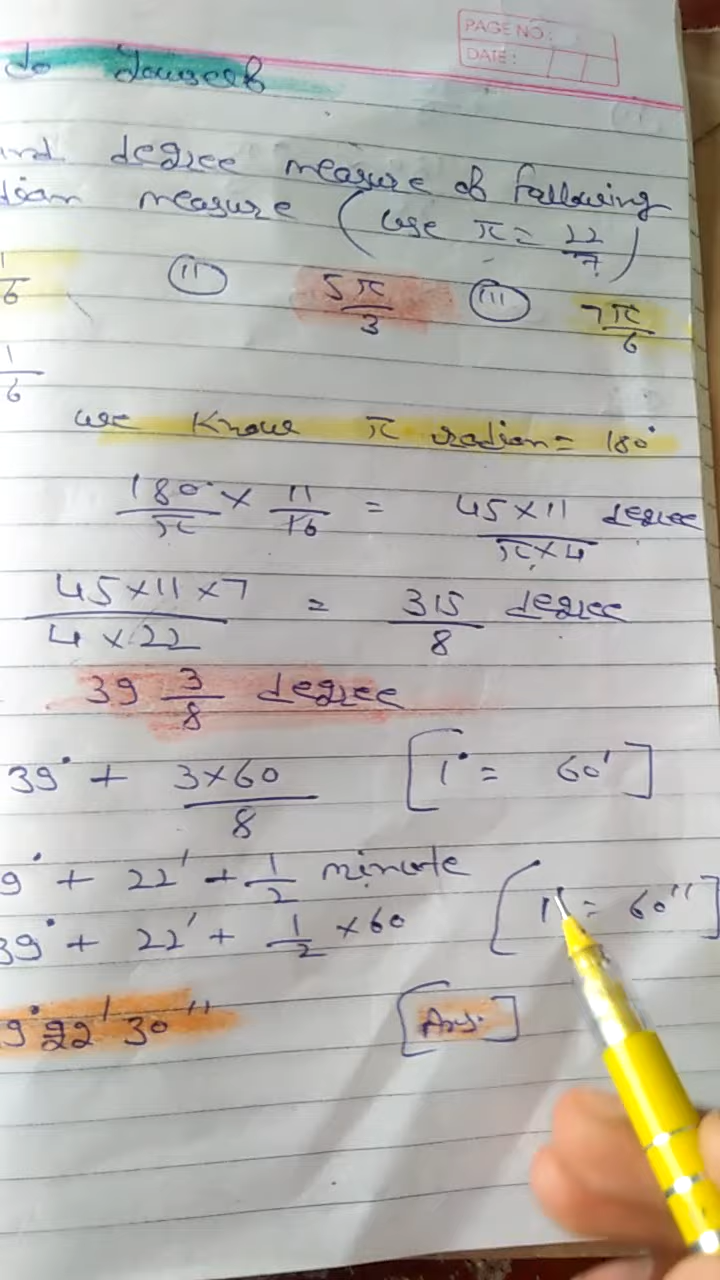 PAGE NO:
DATE:
do yourself
ind degree measure of following
dian measure (use π = 22/7)
1/6 (ii) 5π/3 (iii) 7π/6
1/6
we know π radian = 180°
180°/π × 11/16 = 45×11/π×4 degree
45×11×7/4×22 = 315/8 degree
39 3/8 degree
39° + 3×60/8 [1° = 60']
9° + 22' + 1/2 minute
39° + 22' + 1/2 ×60 [1' = 60"]
9° 22' 30" [Ans.]